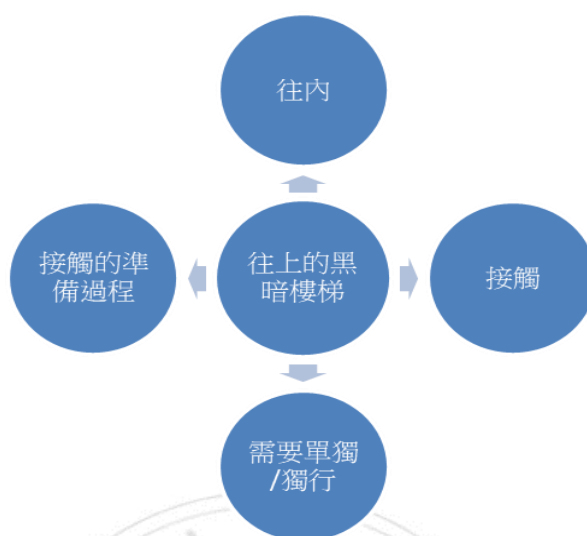 往內
接觸的準
備過程
往上的黑
暗樓梯
接觸
需要單獨
/獨行